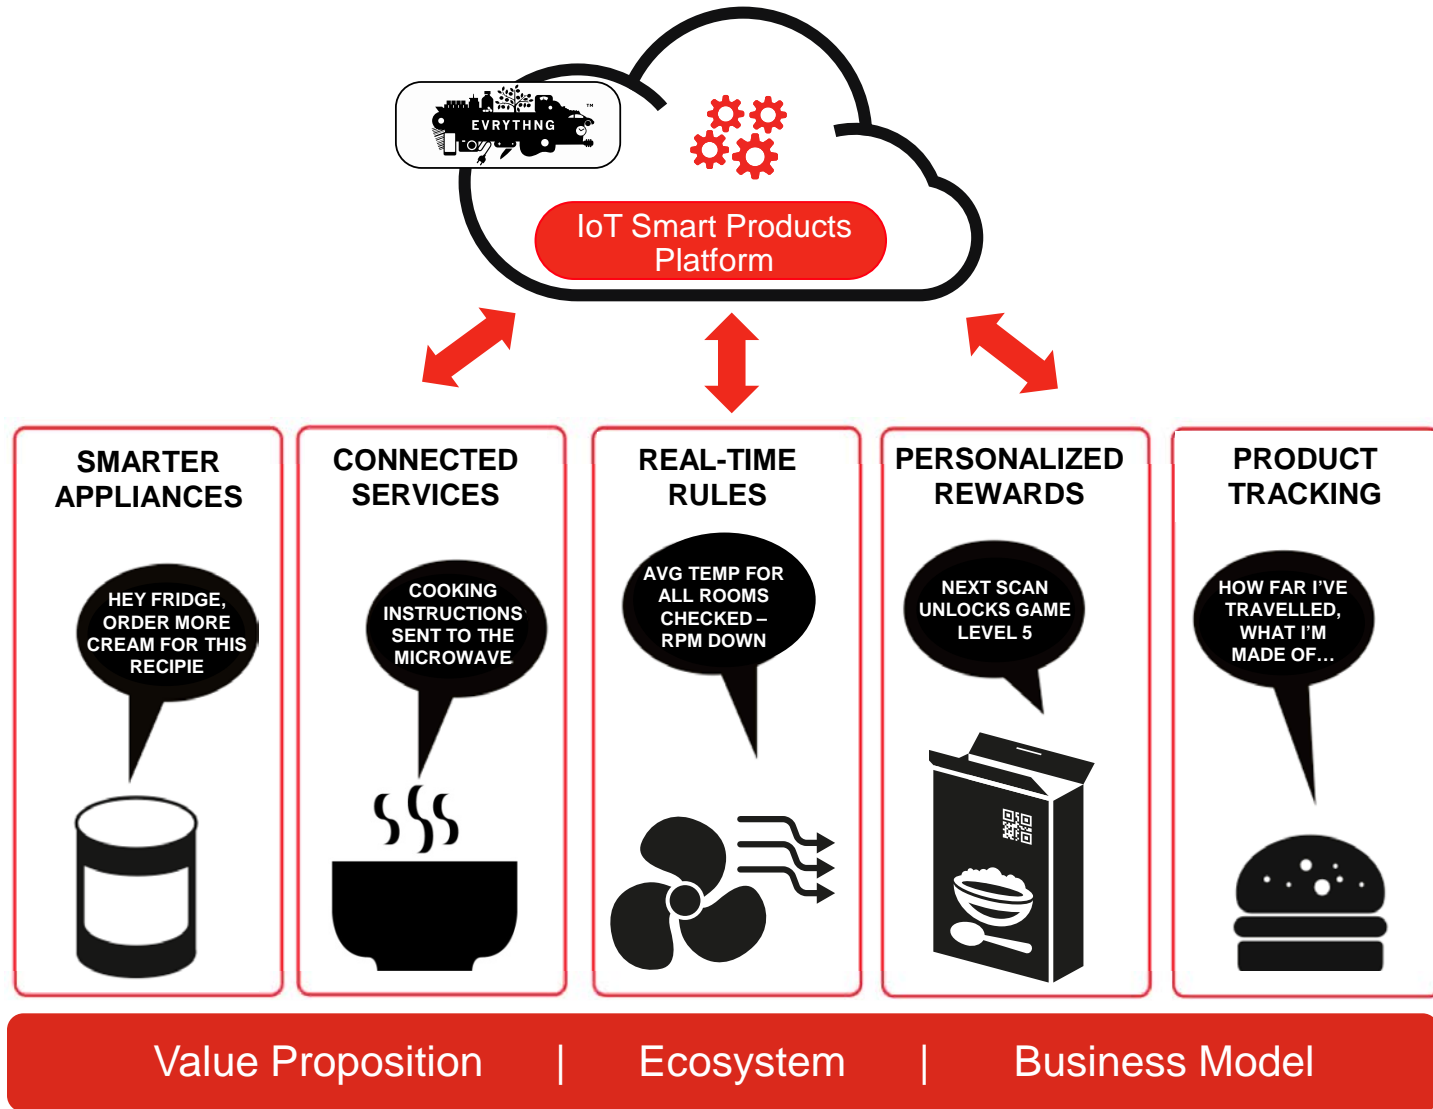 EVRYTHNG
TM
IoT Smart Products
Platform
SMARTER
APPLIANCES
HEY FRIDGE,
ORDER MORE
CREAM FOR THIS
RECIPIE
CONNECTED
SERVICES
COOKING
INSTRUCTIONS
SENT TO THE
MICROWAVE
REAL-TIME
RULES
AVG TEMP FOR
ALL ROOMS
CHECKED –
RPM DOWN
PERSONALIZED
REWARDS
NEXT SCAN
UNLOCKS GAME
LEVEL 5
PRODUCT
TRACKING
HOW FAR I'VE
TRAVELLED,
WHAT I'M
MADE OF...
Value Proposition | Ecosystem | Business Model